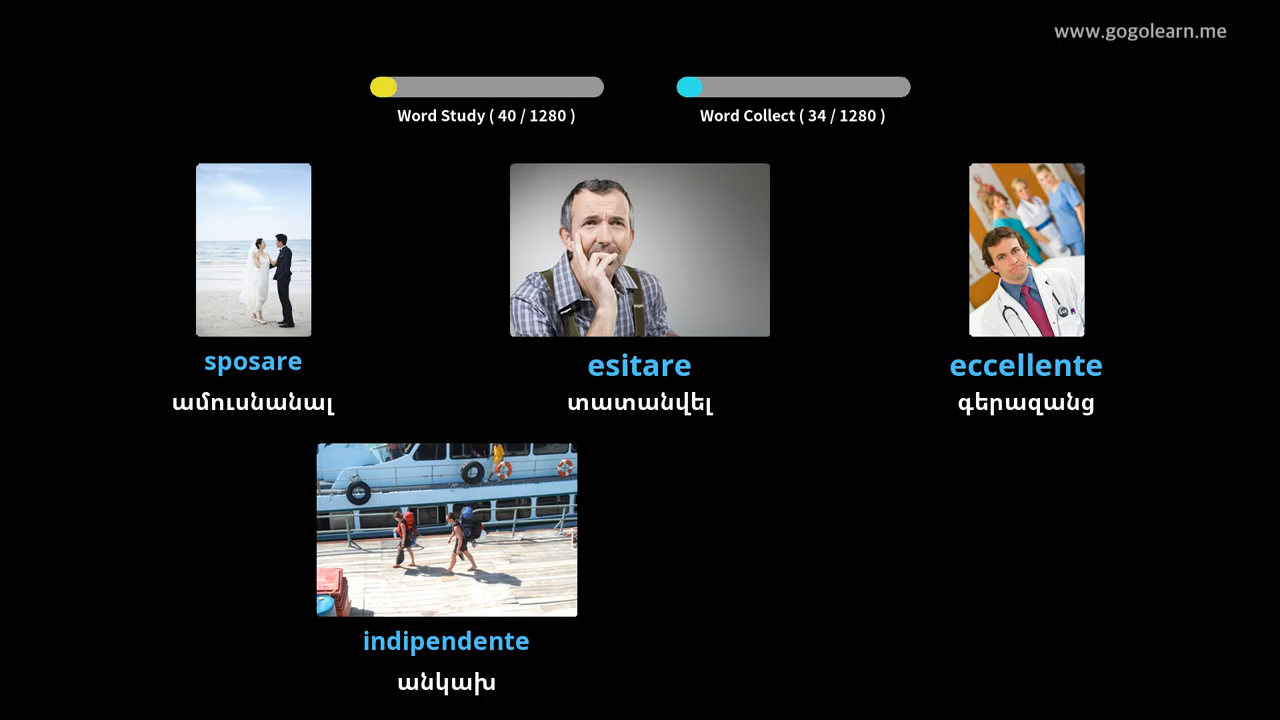 www.gogolearn.me
Word Study ( 40 / 1280 )
Word Collect ( 34 / 1280 )
sposare
esitare
eccellente
ամուսնանալ
տատանվել
գերազանց
indipendente
անկախ